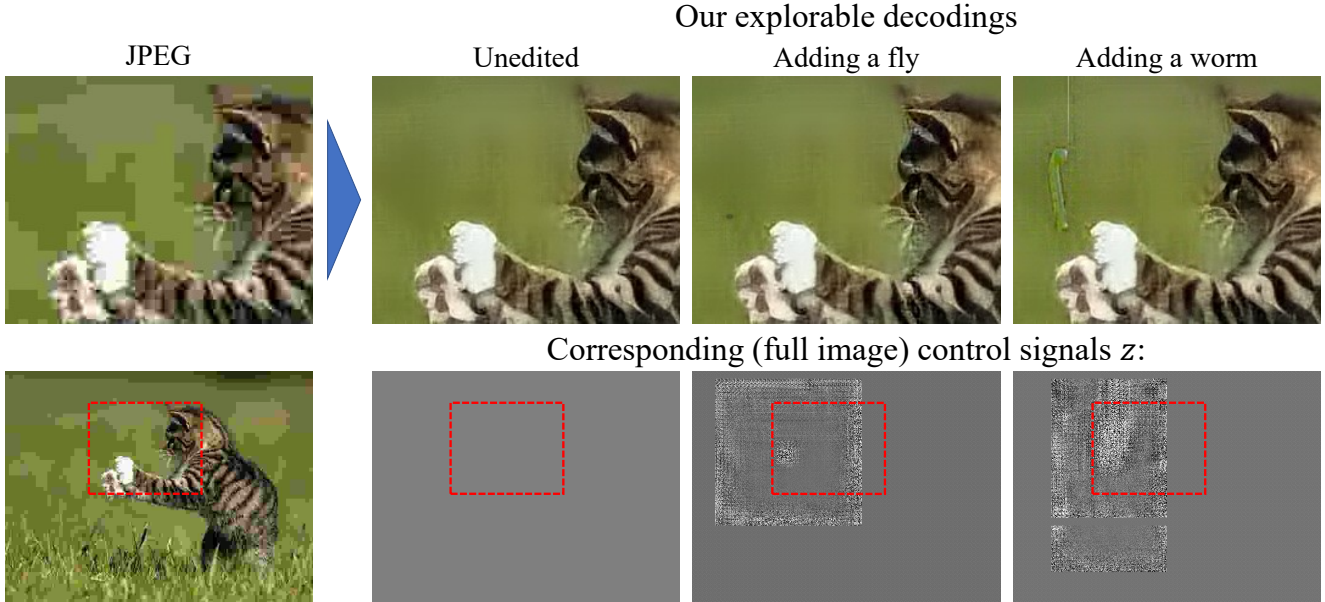 Our explorable decodings
JPEG
Unedited
Adding a fly
Adding a worm
Corresponding (full image) control signals z: